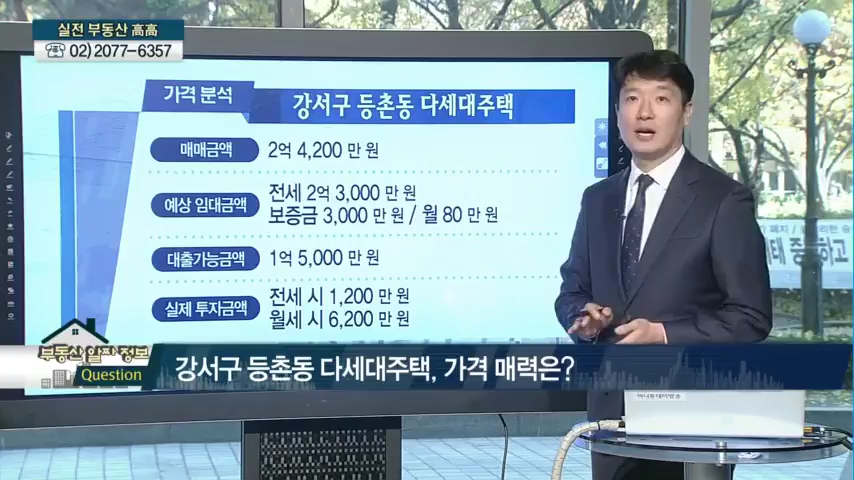 실전 부동산 高高
02) 2077-6357
가격 분석
강서구 등촌동 다세대주택
매매금액
2억 4,200 만 원
예상 임대금액
전세 2억 3,000 만 원
보증금 3,000 만 원 / 월 80 만 원
대출가능금액
1억 5,000 만 원
실제 투자금액
전세 시 1,200 만 원
월세 시 6,200 만 원
부동산 알짜 정보
Question
강서구 등촌동 다세대주택, 가격 매력은?
폐지 /
하고